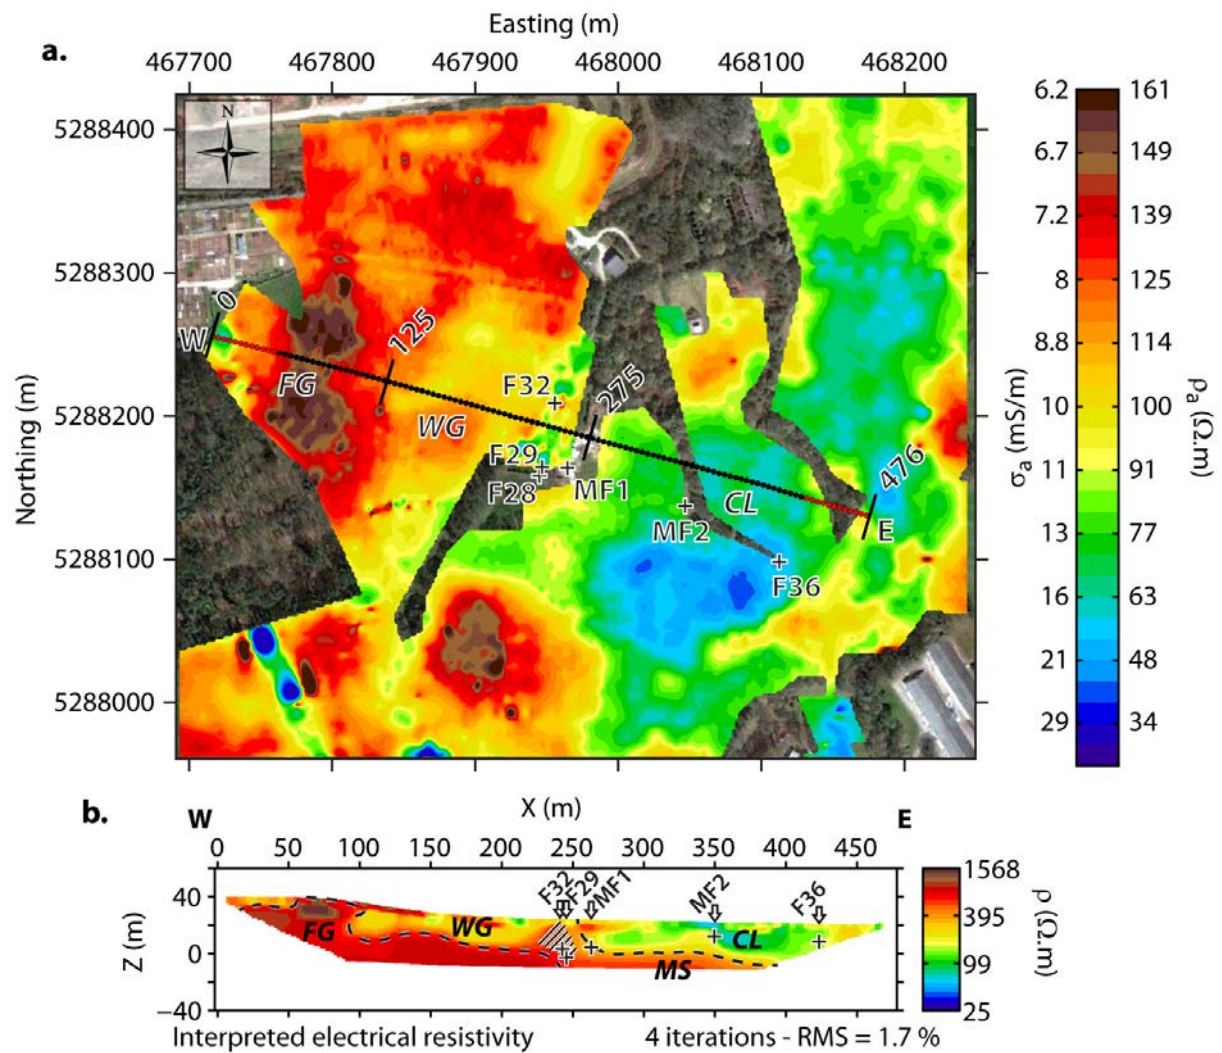 a.
Easting (m)
467700 467800 467900 468000 468100 468200
Northing (m)
5288400
5288300
5288200
5288100
5288000
N
W
0
125
275
476
E
FG
WG
CL
F32
F29
F28
MF1
MF2
F36
σa (mS/m)
6.2
6.7
7.2
8
8.8
10
11
13
16
21
29
ρa (Ω.m)
161
149
139
125
114
100
91
77
63
48
34
b.
X (m)
W
E
0 50 100 150 200 250 300 350 400 450
Z (m)
40
0
−40
F32
F29
MF1
MF2
F36
FG
WG
CL
MS
ρ (Ω.m)
1568
395
99
25
Interpreted electrical resistivity 4 iterations - RMS = 1.7 %